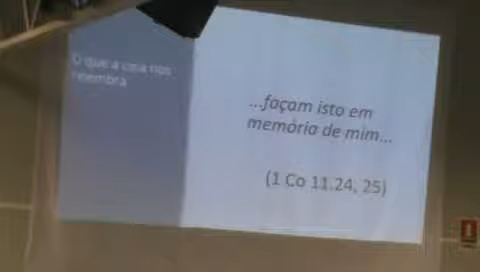 O que a ceia nos
relembra
...façam isto em
memória de mim...
(1 Co 11.24, 25)